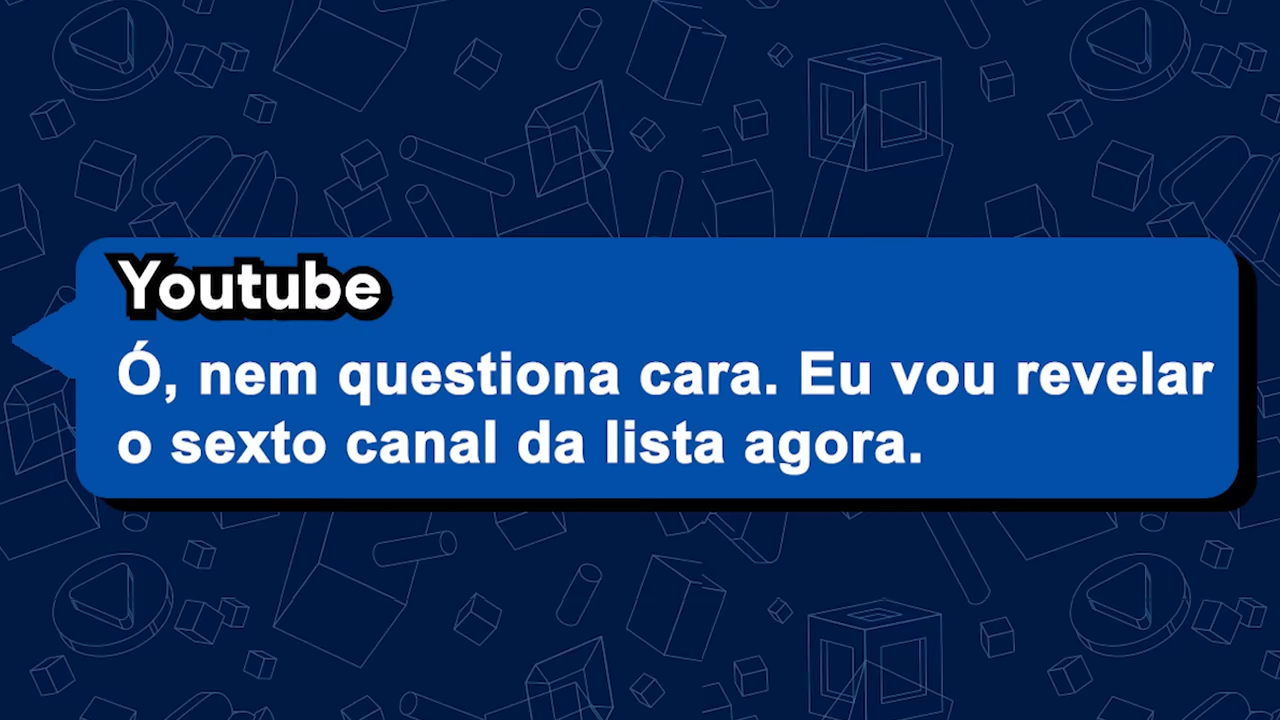 Youtube
Ó, nem questiona cara. Eu vou revelar
o sexto canal da lista agora.